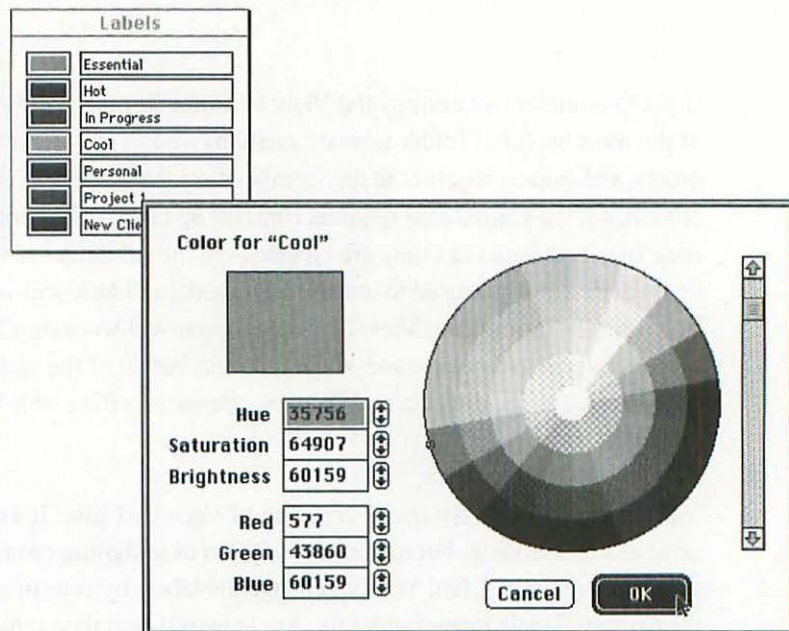 Labels
Essential
Hot
In Progress
Cool
Personal
Project
New Clie
Color for “Cool”
Hue 35756
Saturation 64907
Brightness 60159
Red 577
Green 43860
Blue 60159
Cancel
OK